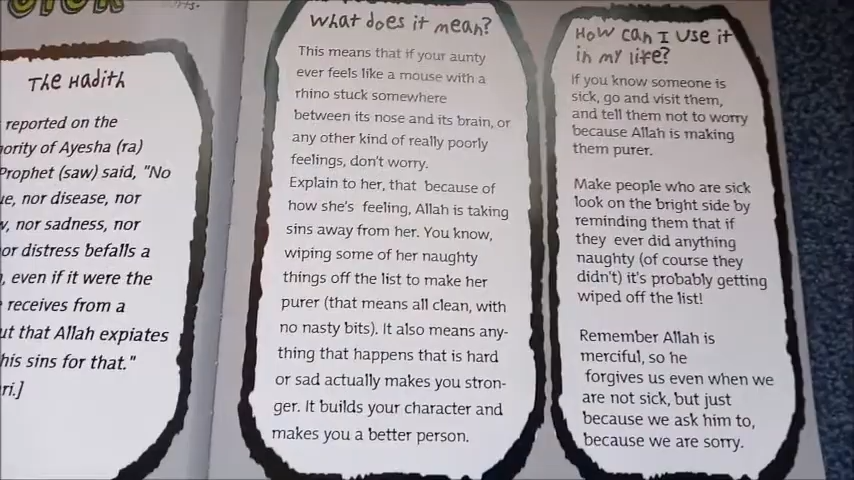 The Hadith
reported on the
ority of Ayesha (ra)
Prophet (saw) said, "No
ue, nor disease, nor
w, nor sadness, nor
or distress befalls a
, even if it were the
receives from a
ut that Allah expiates
his sins for that."
ri.]
What does it mean?
This means that if your aunty
ever feels like a mouse with a
rhino stuck somewhere
between its nose and its brain, or
any other kind of really poorly
feelings, don't worry.
Explain to her, that because of
how she's feeling, Allah is taking
sins away from her. You know,
wiping some of her naughty
things off the list to make her
purer (that means all clean, with
no nasty bits). It also means any-
thing that happens that is hard
or sad actually makes you stron-
ger. It builds your character and
makes you a better person.
How can I use it
in my life?
If you know someone is
sick, go and visit them,
and tell them not to worry
because Allah is making
them purer.
Make people who are sick
look on the bright side by
reminding them that if
they ever did anything
naughty (of course they
didn't) it's probably getting
wiped off the list!
Remember Allah is
merciful, so he
forgives us even when we
are not sick, but just
because we ask him to,
because we are sorry.